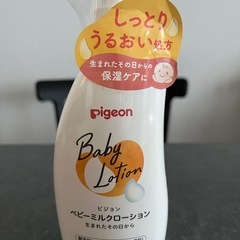 しっとり
うるおい処方
生まれたその日からの
保湿ケアに
Pigeon
Baby
Lotion
ピジョン
ベビーミルクローション
生まれたその日から